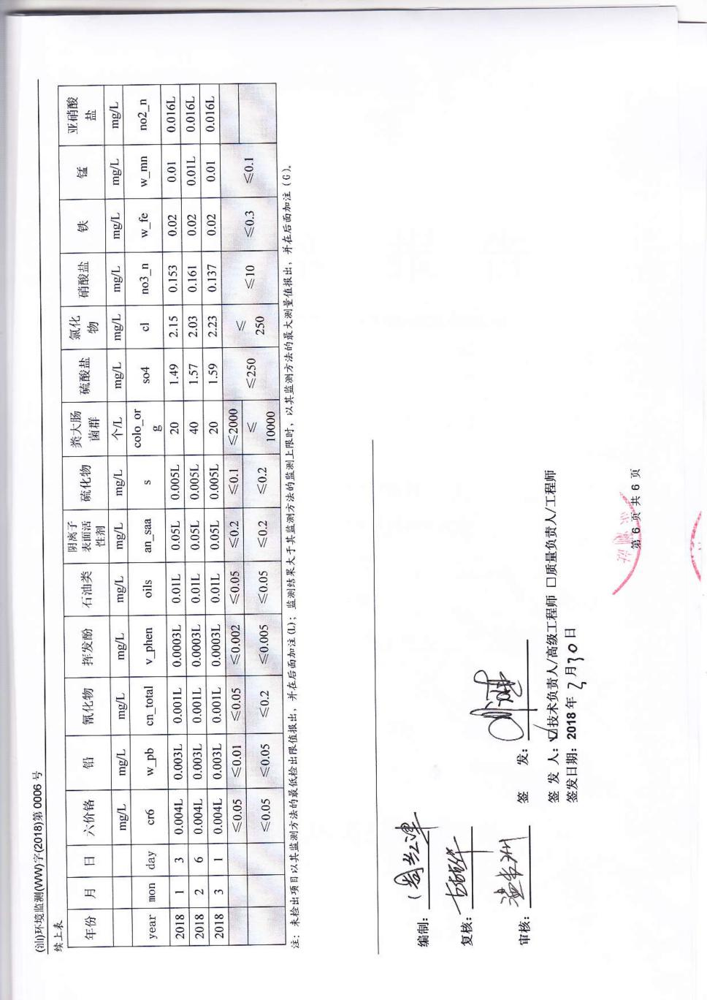 (汕)环境监测(WW)字(2018)第 0006 号
续上表
年份 月 日 六价铬 铅 氰化物 挥发酚 石油类 阴离子表面活性剂 硫化物 粪大肠菌群 硫酸盐 氯化物 硝酸盐 铁 锰 亚硝酸盐
mg/L mg/L mg/L mg/L mg/L mg/L mg/L 个/L mg/L mg/L mg/L mg/L mg/L mg/L
year mon day cr6 w_pb cn_total v_phen oils an_saa s colo_org so4 cl no3_n w_fe w_mn no2_n
2018 1 3 0.004L 0.003L 0.001L 0.0003L 0.01L 0.05L 0.005L 20 1.49 2.15 0.153 0.02 0.01 0.016L
2018 2 6 0.004L 0.003L 0.001L 0.0003L 0.01L 0.05L 0.005L 40 1.57 2.03 0.161 0.02 0.01L 0.016L
2018 3 1 0.004L 0.003L 0.001L 0.0003L 0.01L 0.05L 0.005L 20 1.59 2.23 0.137 0.02 0.01 0.016L
≤0.05 ≤0.01 ≤0.05 ≤0.002 ≤0.05 ≤0.2 ≤0.1 ≤2000 ≤250 ≤250 ≤10 ≤0.3 ≤0.1
≤0.05 ≤0.05 ≤0.2 ≤0.005 ≤0.05 ≤0.2 ≤0.2 ≤10000
注：未检出项目以其监测方法的最低检出限值报出，并在后面加注(L)；监测结果大于其监测方法的监测上限时，以其监测方法的最大测量值报出，并在后面加注(G)。
编制：
复核：
审核：
签 发：
签 发 人：☑技术负责人/高级工程师 □质量负责人/工程师
签发日期：2018 年 7 月 30 日
第 6 页 共 6 页